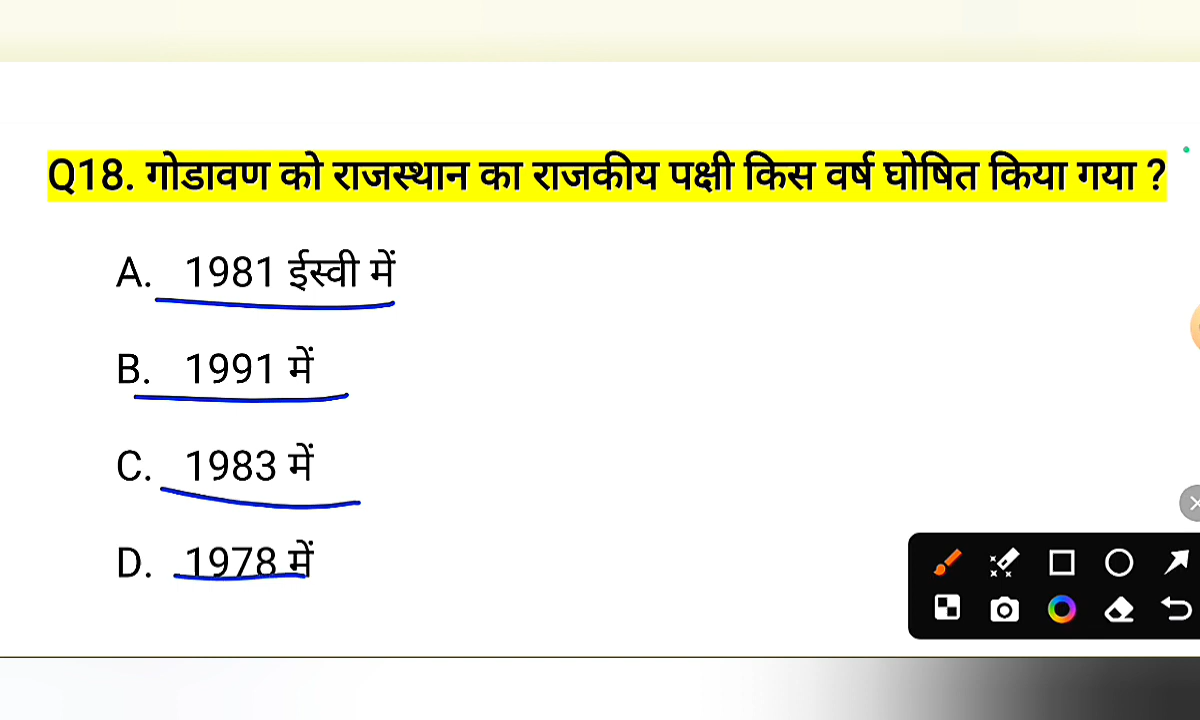 Q18. गोडावण को राजस्थान का राजकीय पक्षी किस वर्ष घोषित किया गया ?
A. 1981 ईस्वी में
B. 1991 में
C. 1983 में
D. 1978 में